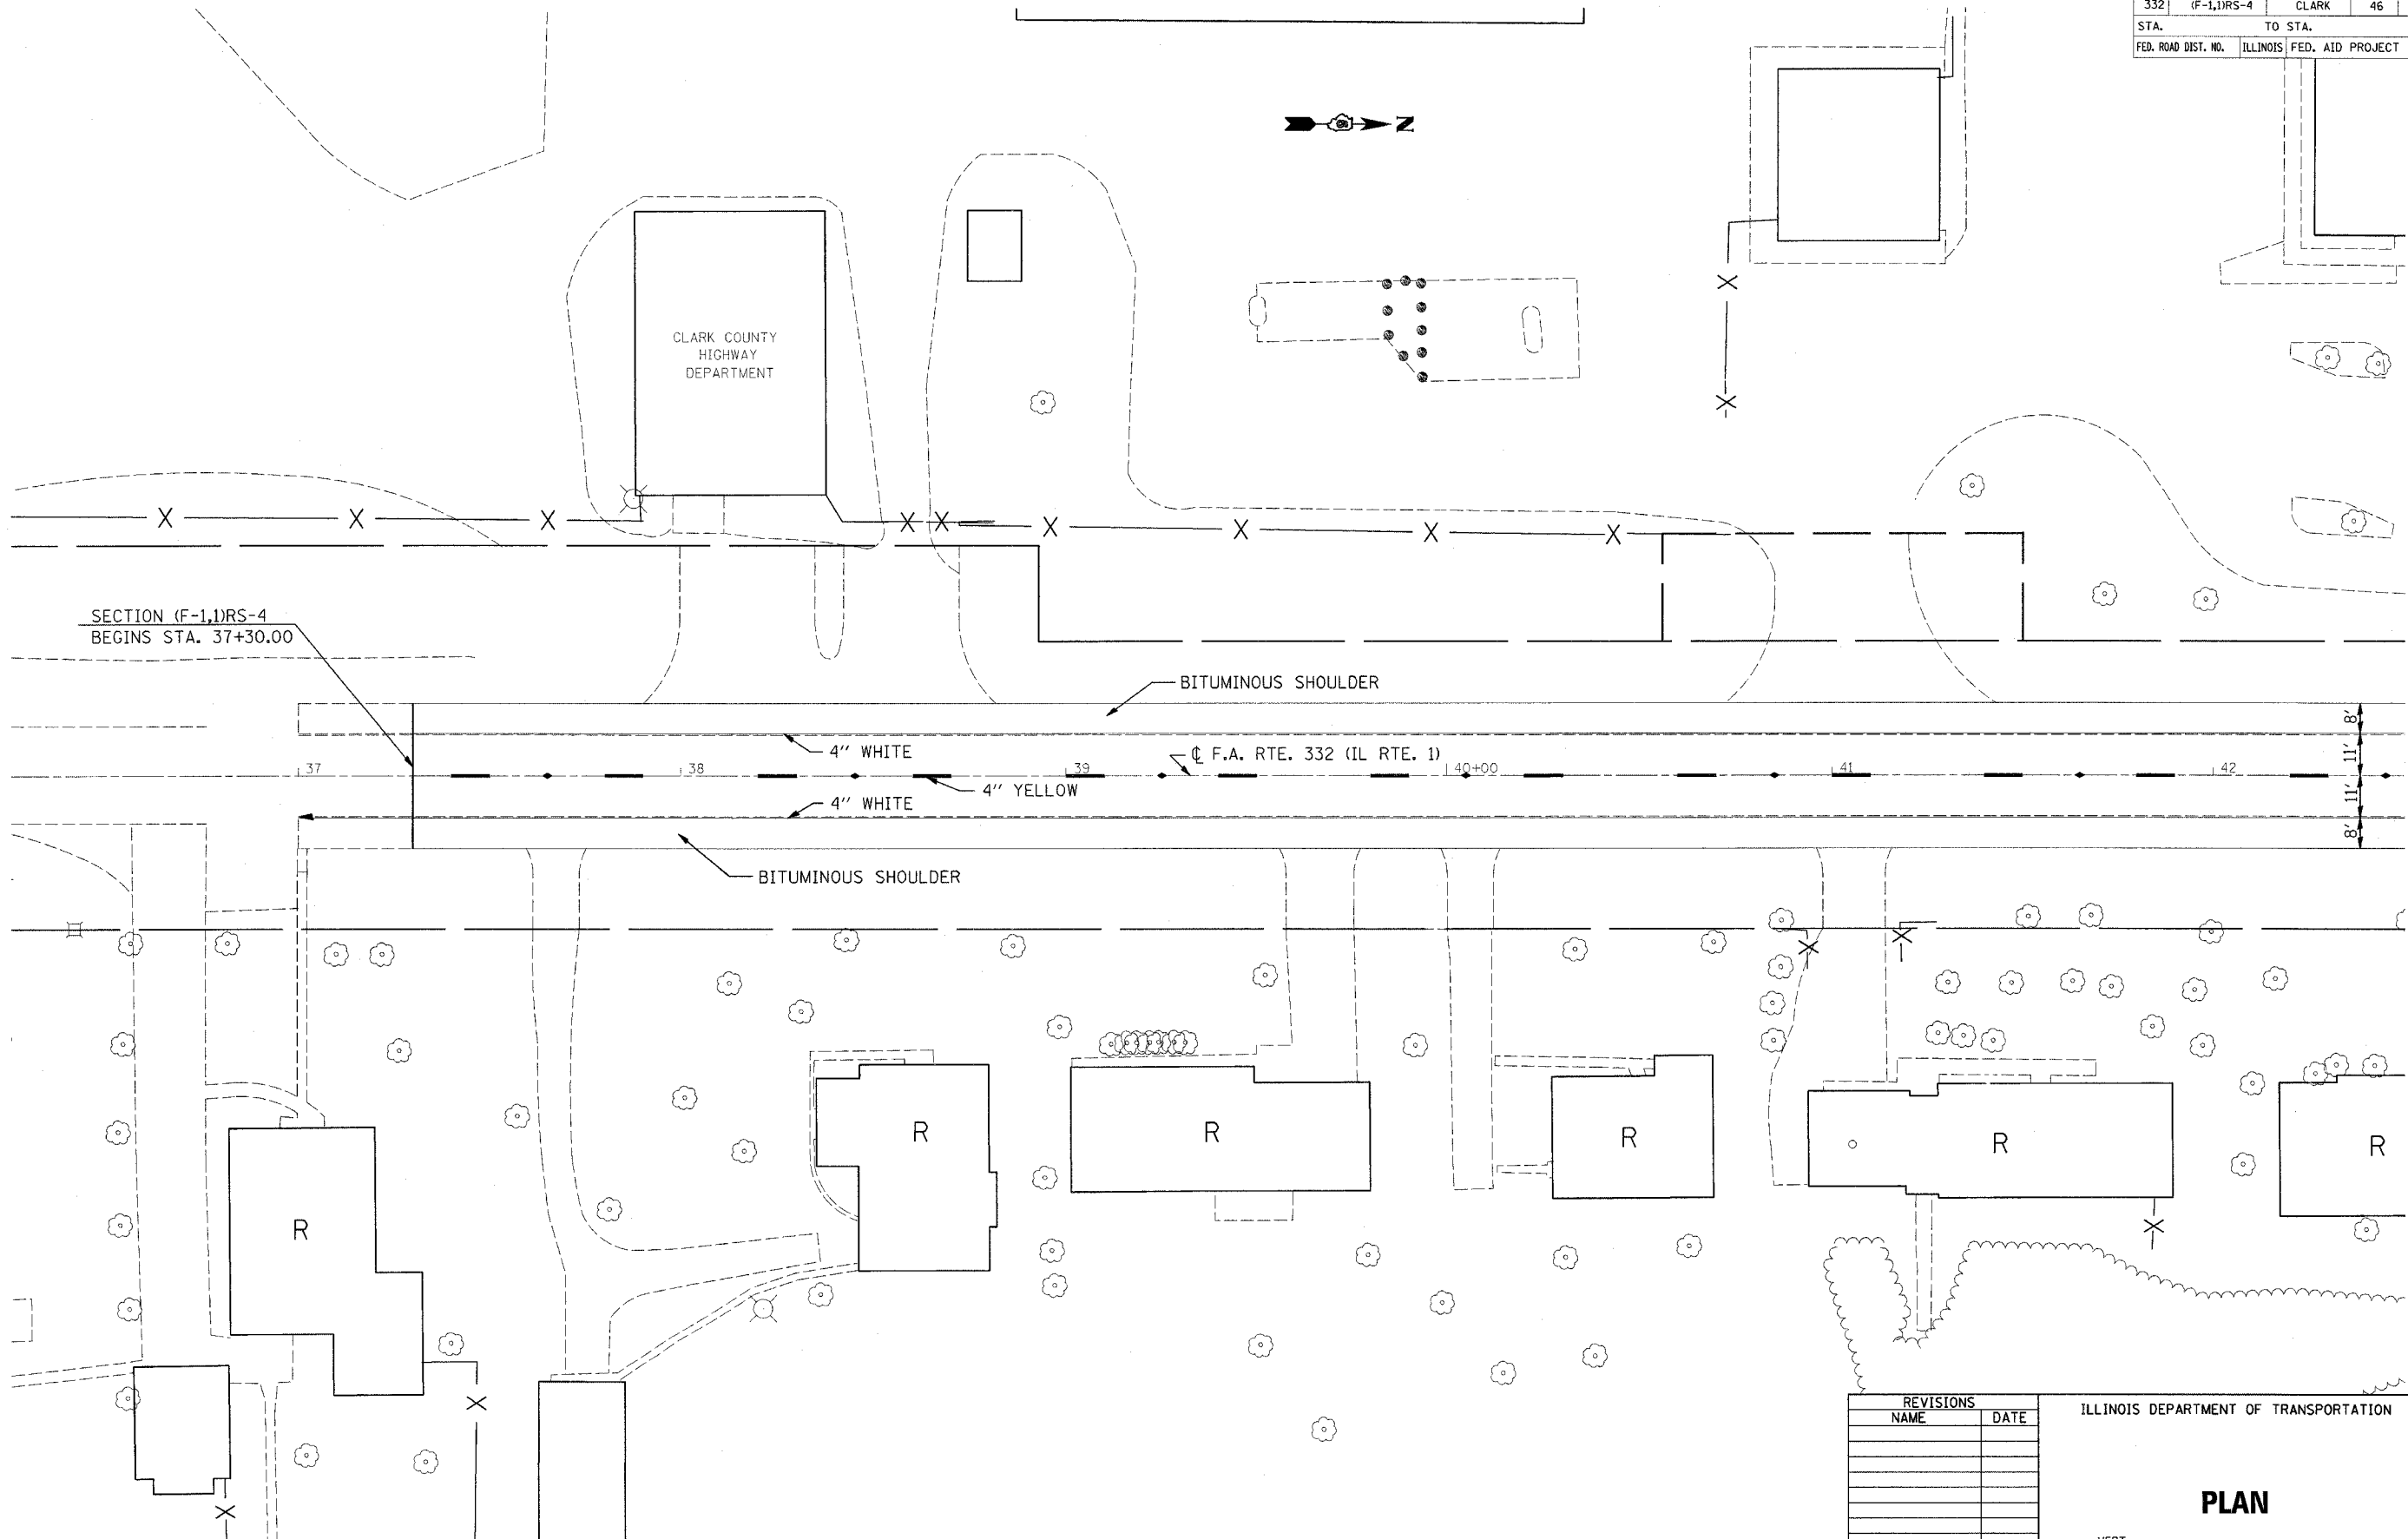 332 (F-1,1)RS-4 CLARK 46
STA. TO STA.
FED. ROAD DIST. NO. ILLINOIS FED. AID PROJECT
N
CLARK COUNTY
HIGHWAY
DEPARTMENT
X X X X X X X X X
X
X
SECTION (F-1,1)RS-4
BEGINS STA. 37+30.00
BITUMINOUS SHOULDER
8'
4" WHITE
℄ F.A. RTE. 332 (IL RTE. 1)
11'
37 38 39 40+00 41 42
4" YELLOW
4" WHITE
11'
8'
BITUMINOUS SHOULDER
X X
R R R R R
R
X
X
X
REVISIONS
NAME DATE
ILLINOIS DEPARTMENT OF TRANSPORTATION
PLAN